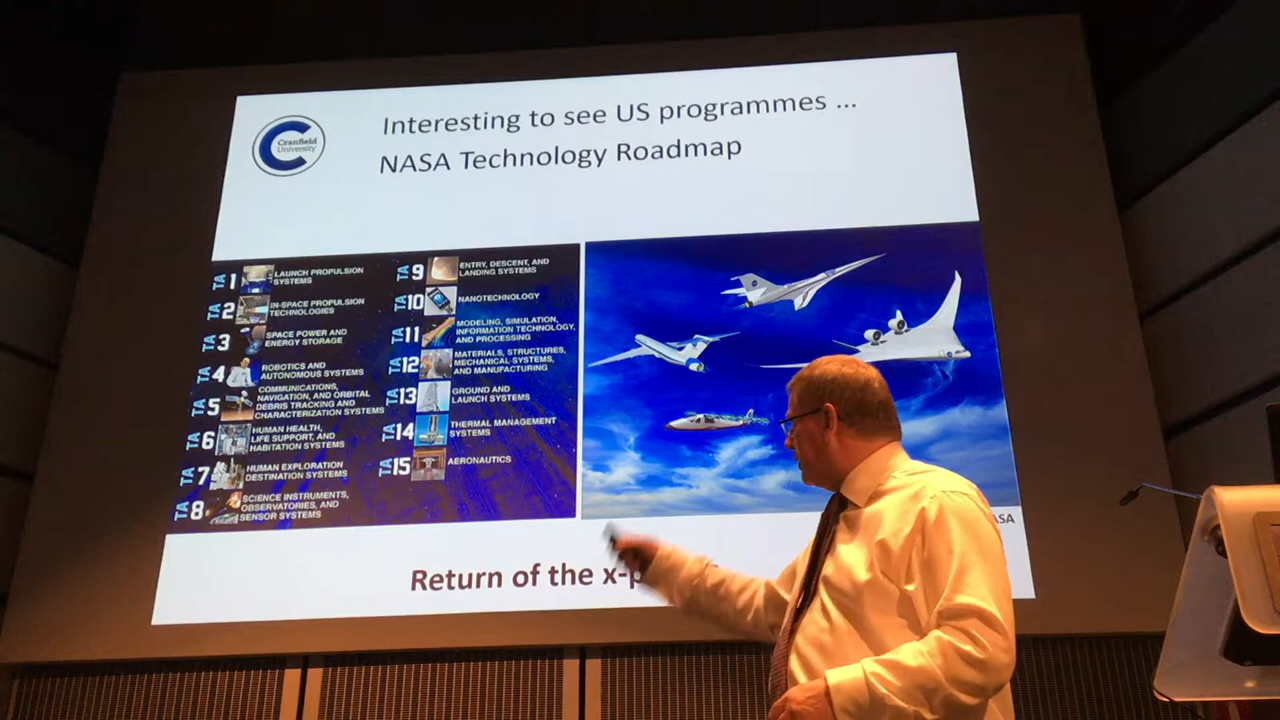 Cranfield
University
Interesting to see US programmes ...
NASA Technology Roadmap
TA 1 LAUNCH PROPULSION
SYSTEMS
TA 2 IN-SPACE PROPULSION
TECHNOLOGIES
TA 3 SPACE POWER AND
ENERGY STORAGE
TA 4 ROBOTICS AND
AUTONOMOUS SYSTEMS
TA 5 COMMUNICATIONS,
NAVIGATION, AND ORBITAL
DEBRIS TRACKING AND
CHARACTERIZATION SYSTEMS
TA 6 HUMAN HEALTH,
LIFE SUPPORT, AND
HABITATION SYSTEMS
TA 7 HUMAN EXPLORATION
DESTINATION SYSTEMS
TA 8 SCIENCE INSTRUMENTS,
OBSERVATORIES, AND
SENSOR SYSTEMS
TA 9 ENTRY, DESCENT, AND
LANDING SYSTEMS
TA 10 NANOTECHNOLOGY
TA 11 MODELING, SIMULATION,
INFORMATION TECHNOLOGY,
AND PROCESSING
TA 12 MATERIALS, STRUCTURES,
MECHANICAL SYSTEMS,
AND MANUFACTURING
TA 13 GROUND AND
LAUNCH SYSTEMS
TA 14 THERMAL MANAGEMENT
SYSTEMS
TA 15 AERONAUTICS
Return of the